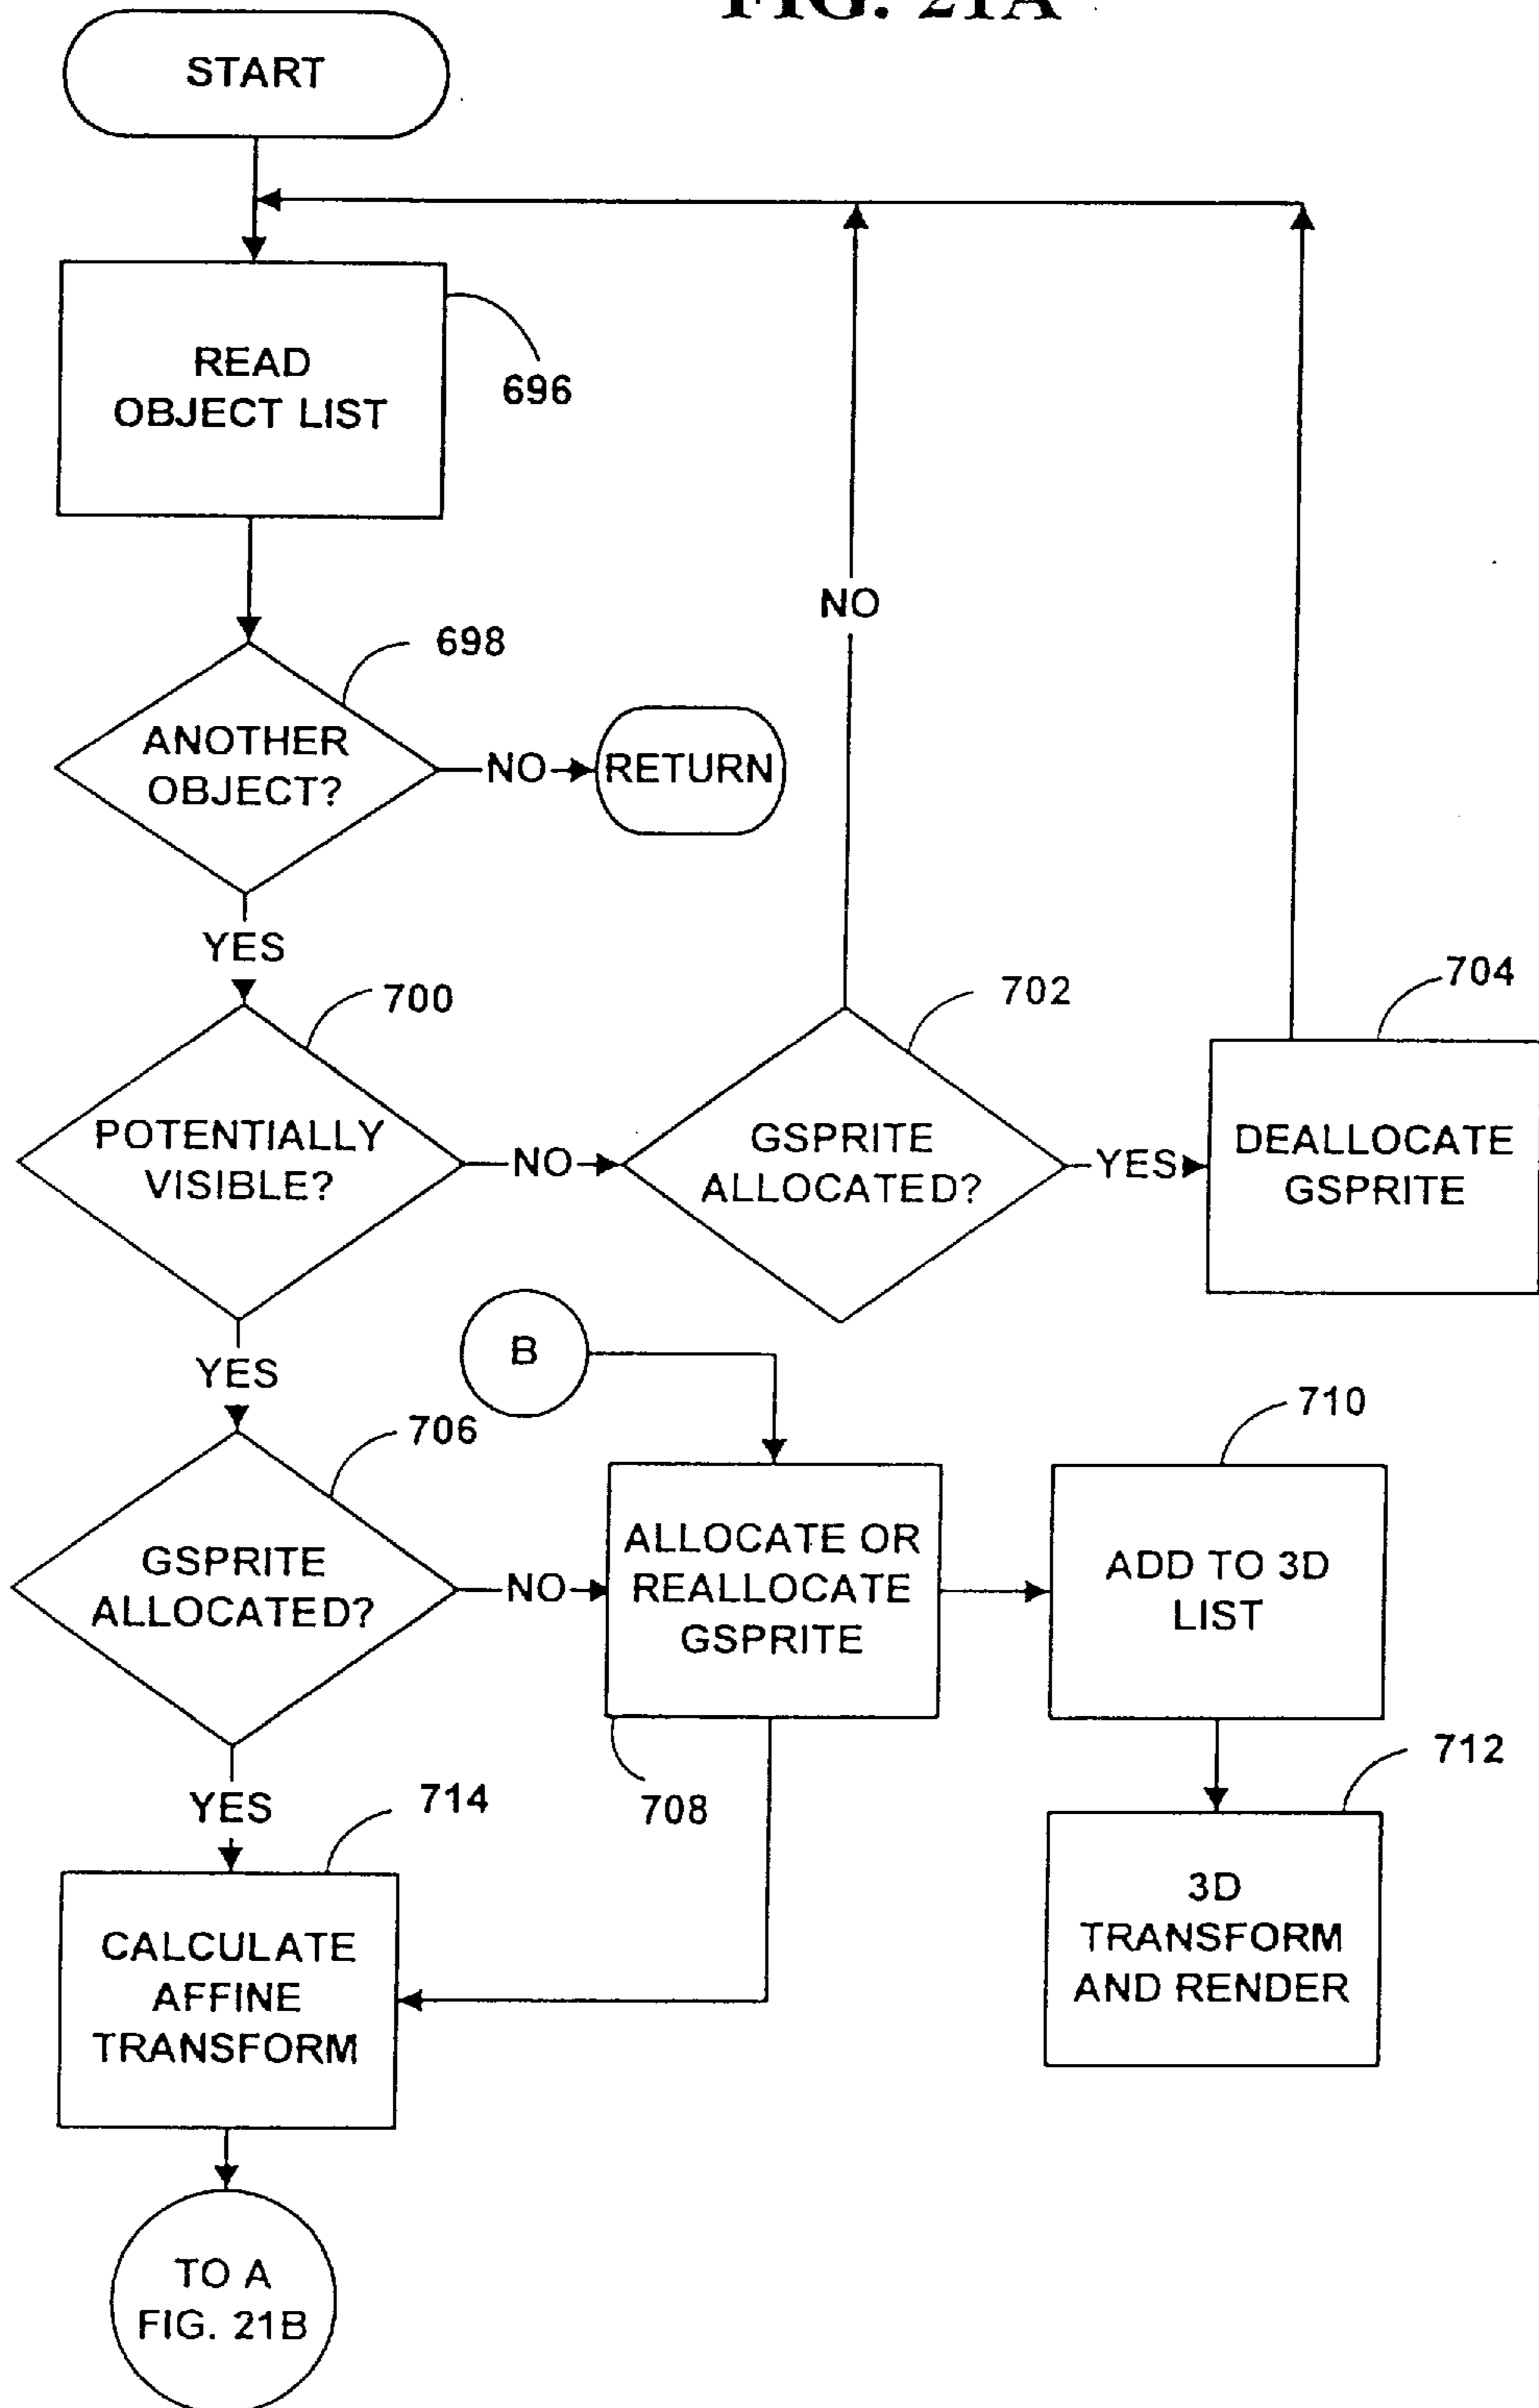 FIG. 21A
START
READ
OBJECT LIST
696
NO
698
ANOTHER
OBJECT?
NO
RETURN
YES
700
702
704
POTENTIALLY
VISIBLE?
NO
GSPRITE
ALLOCATED?
YES
DEALLOCATE
GSPRITE
YES
B
706
710
GSPRITE
ALLOCATED?
NO
ALLOCATE OR
REALLOCATE
GSPRITE
ADD TO 3D
LIST
YES
714
708
712
CALCULATE
AFFINE
TRANSFORM
3D
TRANSFORM
AND RENDER
TO A
FIG. 21B